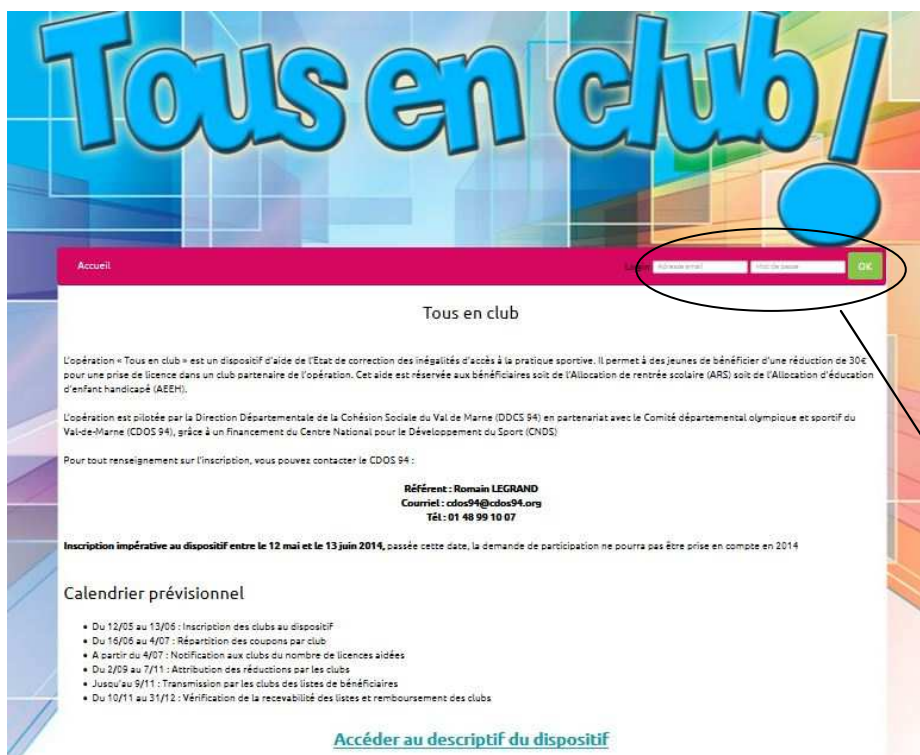 Tous en club !
Accueil
Login
Adresse email
Mot de passe
OK
Tous en club
L'opération « Tous en club » est un dispositif d'aide de l'Etat de correction des inégalités d'accès à la pratique sportive. Il permet à des jeunes de bénéficier d'une réduction de 30€
pour une prise de licence dans un club partenaire de l'opération. Cet aide est réservée aux bénéficiaires soit de l'Allocation de rentrée scolaire (ARS) soit de l'Allocation d'éducation
d'enfant handicapé (AEEH).
L'opération est pilotée par la Direction Départementale de la Cohésion Sociale du Val de Marne (DDCS 94) en partenariat avec le Comité départemental olympique et sportif du
Val-de-Marne (CDOS 94), grâce à un financement du Centre National pour le Développement du Sport (CNDS)
Pour tout renseignement sur l'inscription, vous pouvez contacter le CDOS 94 :
Référent : Romain LEGRAND
Courriel : cdos94@cdos94.org
Tél : 01 48 99 10 07
Inscription impérative au dispositif entre le 12 mai et le 13 juin 2014, passée cette date, la demande de participation ne pourra pas être prise en compte en 2014
Calendrier prévisionnel
• Du 12/05 au 13/06 : Inscription des clubs au dispositif
• Du 16/06 au 4/07 : Répartition des coupons par club
• A partir du 4/07 : Notification aux clubs du nombre de licences aidées
• Du 2/09 au 7/11 : Attribution des réductions par les clubs
• Jusqu'au 9/11 : Transmission par les clubs des listes de bénéficiaires
• Du 10/11 au 31/12 : Vérification de la recevabilité des listes et remboursement des clubs
Accéder au descriptif du dispositif